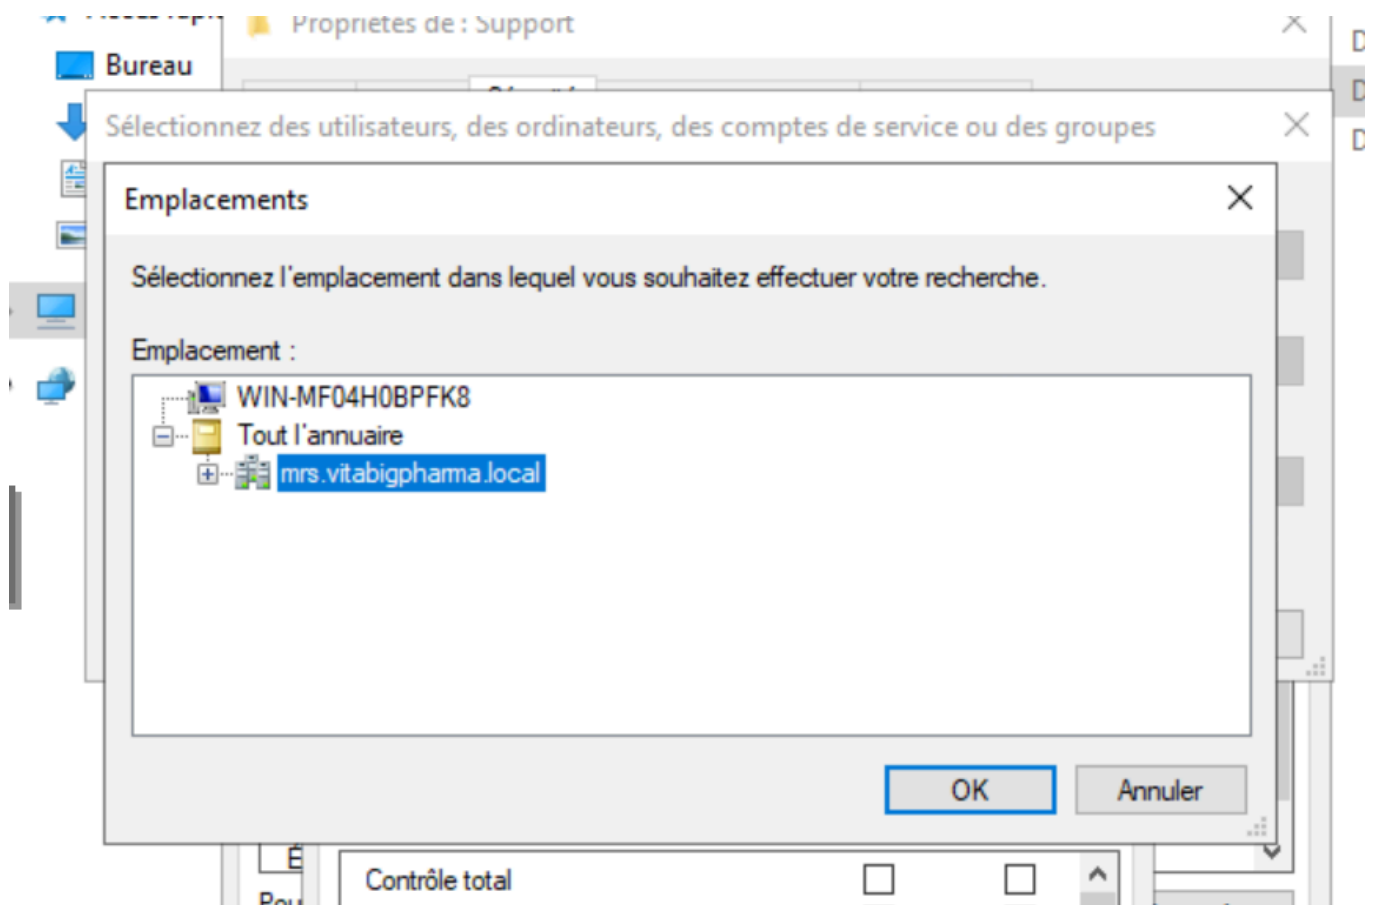 Propriétés de : Support
Bureau
Sélectionnez des utilisateurs, des ordinateurs, des comptes de service ou des groupes
Emplacements
Sélectionnez l'emplacement dans lequel vous souhaitez effectuer votre recherche.
Emplacement :
WIN-MF04H0BPFK8
Tout l'annuaire
mrs.vitabigpharma.local
OK
Annuler
Contrôle total